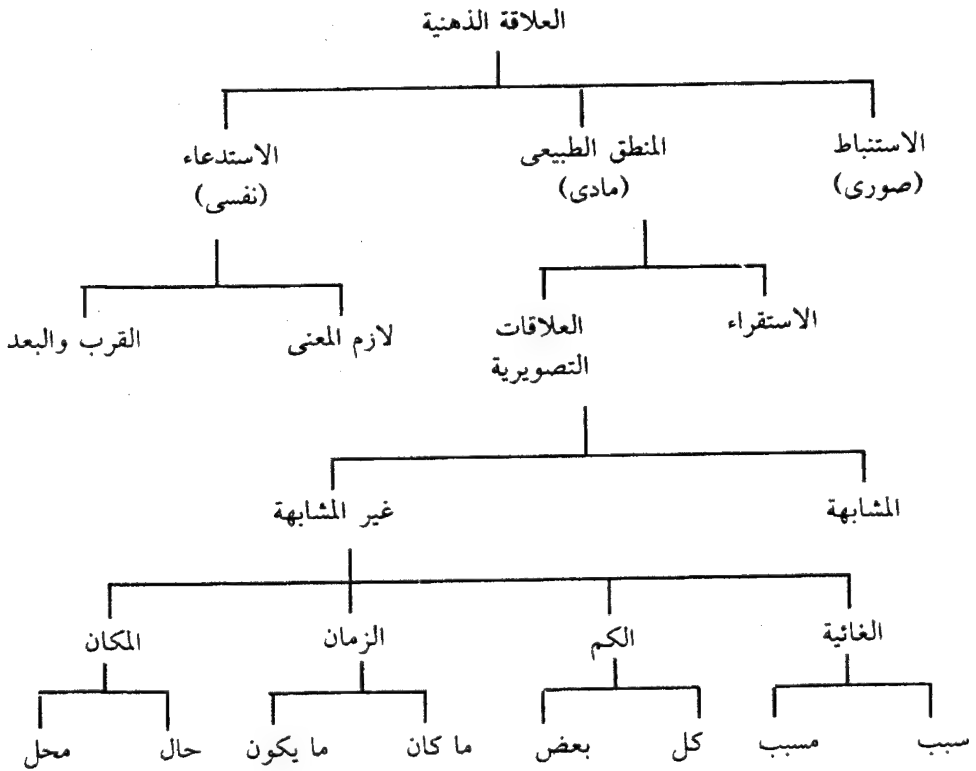 العلاقة الذهنية
الاستنباط
(صورى)
المنطق الطبيعى
(مادى)
الاستدعاء
(نفسى)
الاستقراء
العلاقات
التصويرية
لازم المعنى
القرب والبعد
المشابهة
غير المشابهة
الغائية
الكم
الزمان
المكان
سبب
مسبب
كل
بعض
ما كان
ما يكون
حال
محل